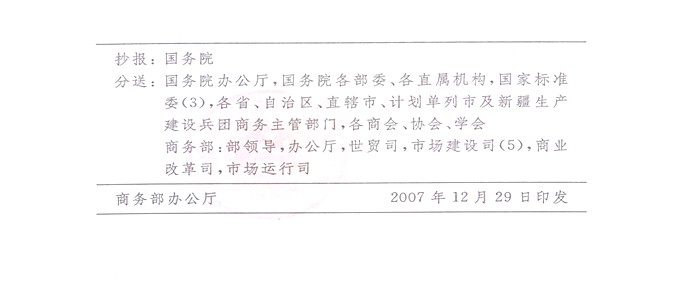 抄报：国务院
分送：国务院办公厅，国务院各部委、各直属机构，国家标准
委(3)，各省、自治区、直辖市、计划单列市及新疆生产
建设兵团商务主管部门，各商会、协会、学会
商务部：部领导，办公厅，世贸司，市场建设司(5)，商业
改革司，市场运行司
商务部办公厅 2007年12月29日印发